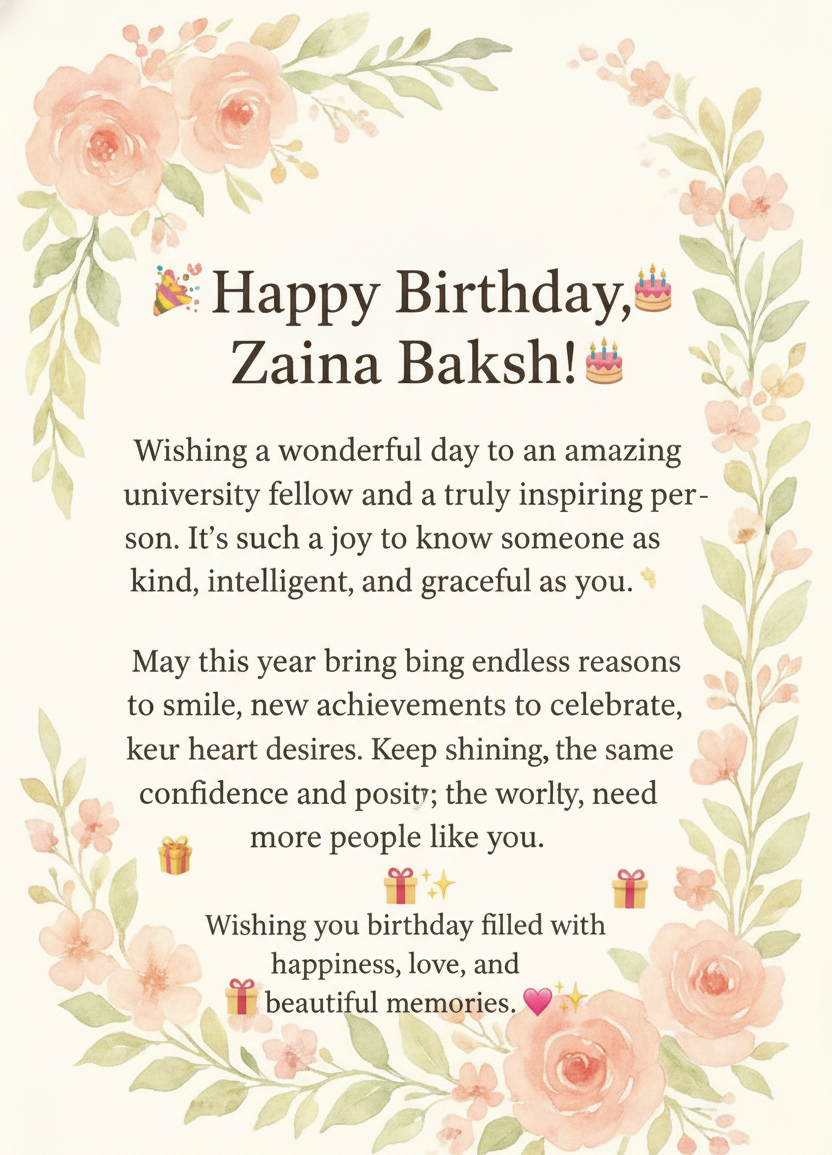 🎉 Happy Birthday,🎂
Zaina Baksh!🎂
Wishing a wonderful day to an amazing
university fellow and a truly inspiring per-
son. It’s such a joy to know someone as
kind, intelligent, and graceful as you.
May this year bring bing endless reasons
to smile, new achievements to celebrate,
keur heart desires. Keep shining, the same
confidence and posity; the worlty, need
more people like you.
🎁
🎁✨ 🎁
Wishing you birthday filled with
happiness, love, and
🎁 beautiful memories. 💗✨